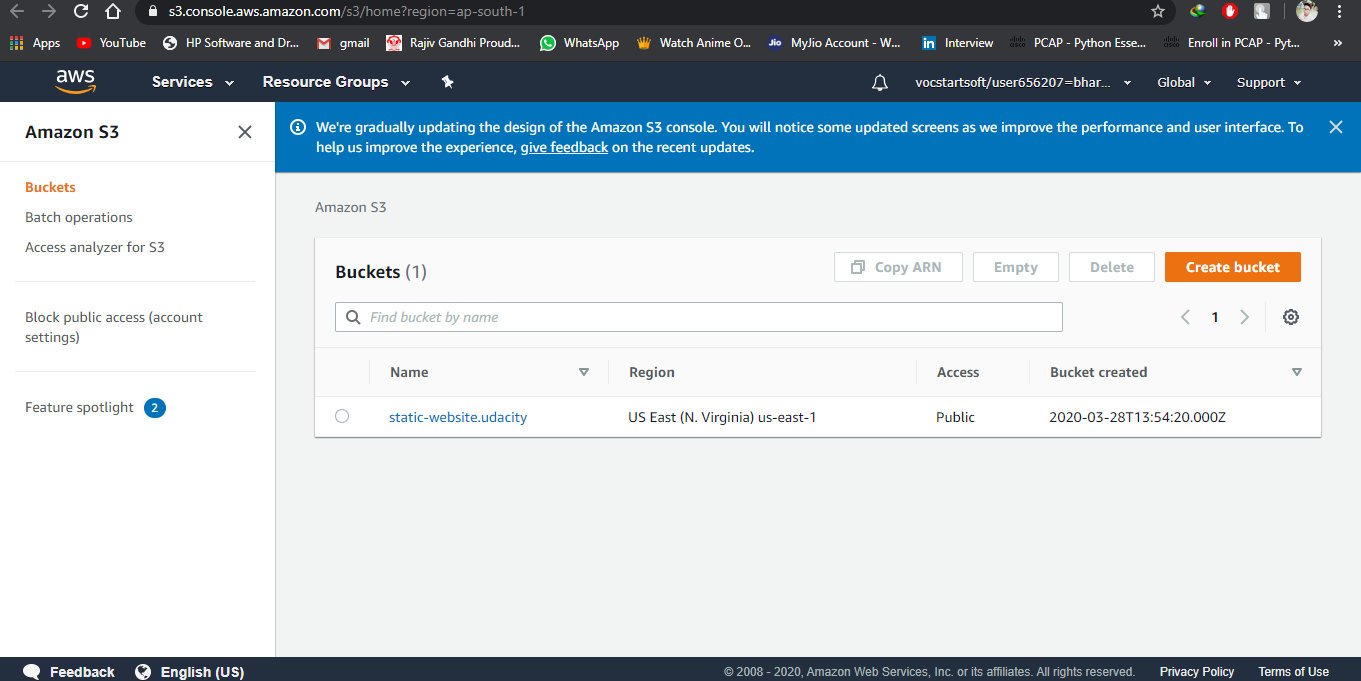 s3.console.aws.amazon.com/s3/home?region=ap-south-1
Apps YouTube HP Software and Dr... gmail Rajiv Gandhi Proud... WhatsApp Watch Anime O... Jio MyJio Account - W... in Interview PCAP - Python Esse... Enroll in PCAP - Pyt... »
aws Services Resource Groups vocstartsoft/user656207=bhar... Global Support
Amazon S3
Buckets
Batch operations
Access analyzer for S3
Block public access (account
settings)
Feature spotlight 2
We're gradually updating the design of the Amazon S3 console. You will notice some updated screens as we improve the performance and user interface. To
help us improve the experience, give feedback on the recent updates.
Amazon S3
Buckets (1) Copy ARN Empty Delete Create bucket
Find bucket by name 1
Name Region Access Bucket created
static-website.udacity US East (N. Virginia) us-east-1 Public 2020-03-28T13:54:20.000Z
Feedback English (US) © 2008 - 2020, Amazon Web Services, Inc. or its affiliates. All rights reserved. Privacy Policy Terms of Use